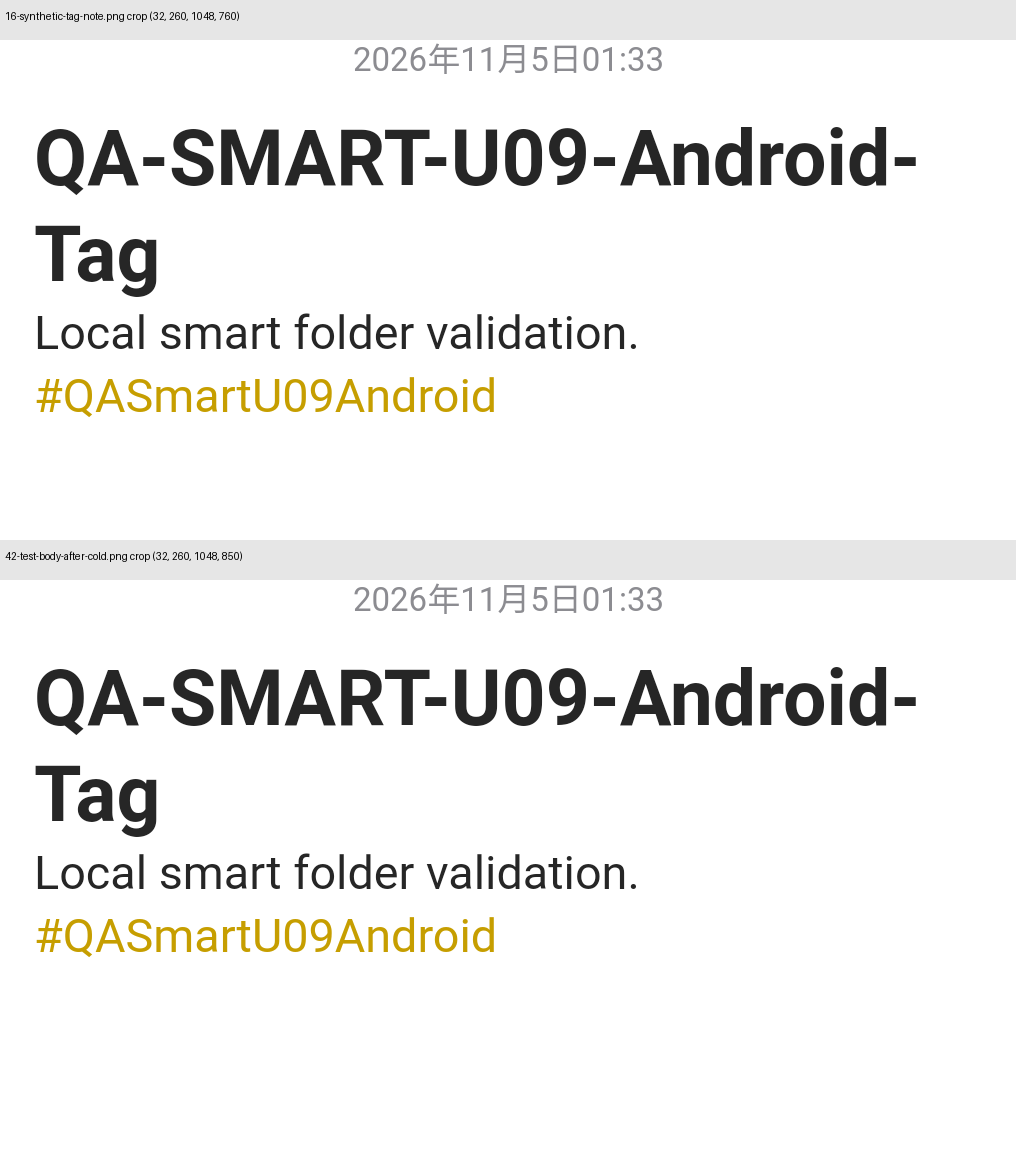 16-synthetic-tag-note.png crop (32, 260, 1048, 760)
2026年11月5日01:33
QA-SMART-U09-Android-
Tag
Local smart folder validation.
#QASmartU09Android
42-test-body-after-cold.png crop (32, 260, 1048, 850)
2026年11月5日01:33
QA-SMART-U09-Android-
Tag
Local smart folder validation.
#QASmartU09Android